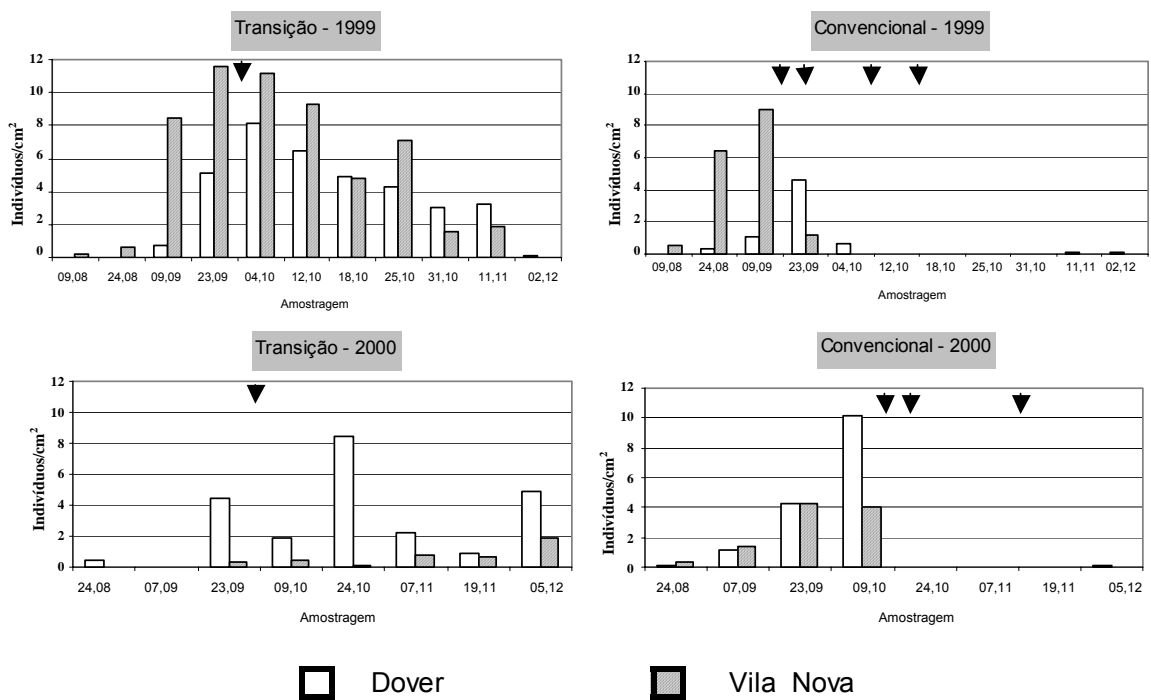 Transição - 1999
Indivíduos/cm²
12
10
8
6
4
2
0
09,08 24,08 09,09 23,09 04,10 12,10 18,10 25,10 31,10 11,11 02,12
Amostragem
Convencional - 1999
Indivíduos/cm²
12
10
8
6
4
2
0
09,08 24,08 09,09 23,09 04,10 12,10 18,10 25,10 31,10 11,11 02,12
Amostragem
Transição - 2000
Indivíduos/cm²
12
10
8
6
4
2
0
24,08 07,09 23,09 09,10 24,10 07,11 19,11 05,12
Amostragem
Convencional - 2000
Indivíduos/cm²
12
10
8
6
4
2
0
24,08 07,09 23,09 09,10 24,10 07,11 19,11 05,12
Amostragem
Dover Vila Nova